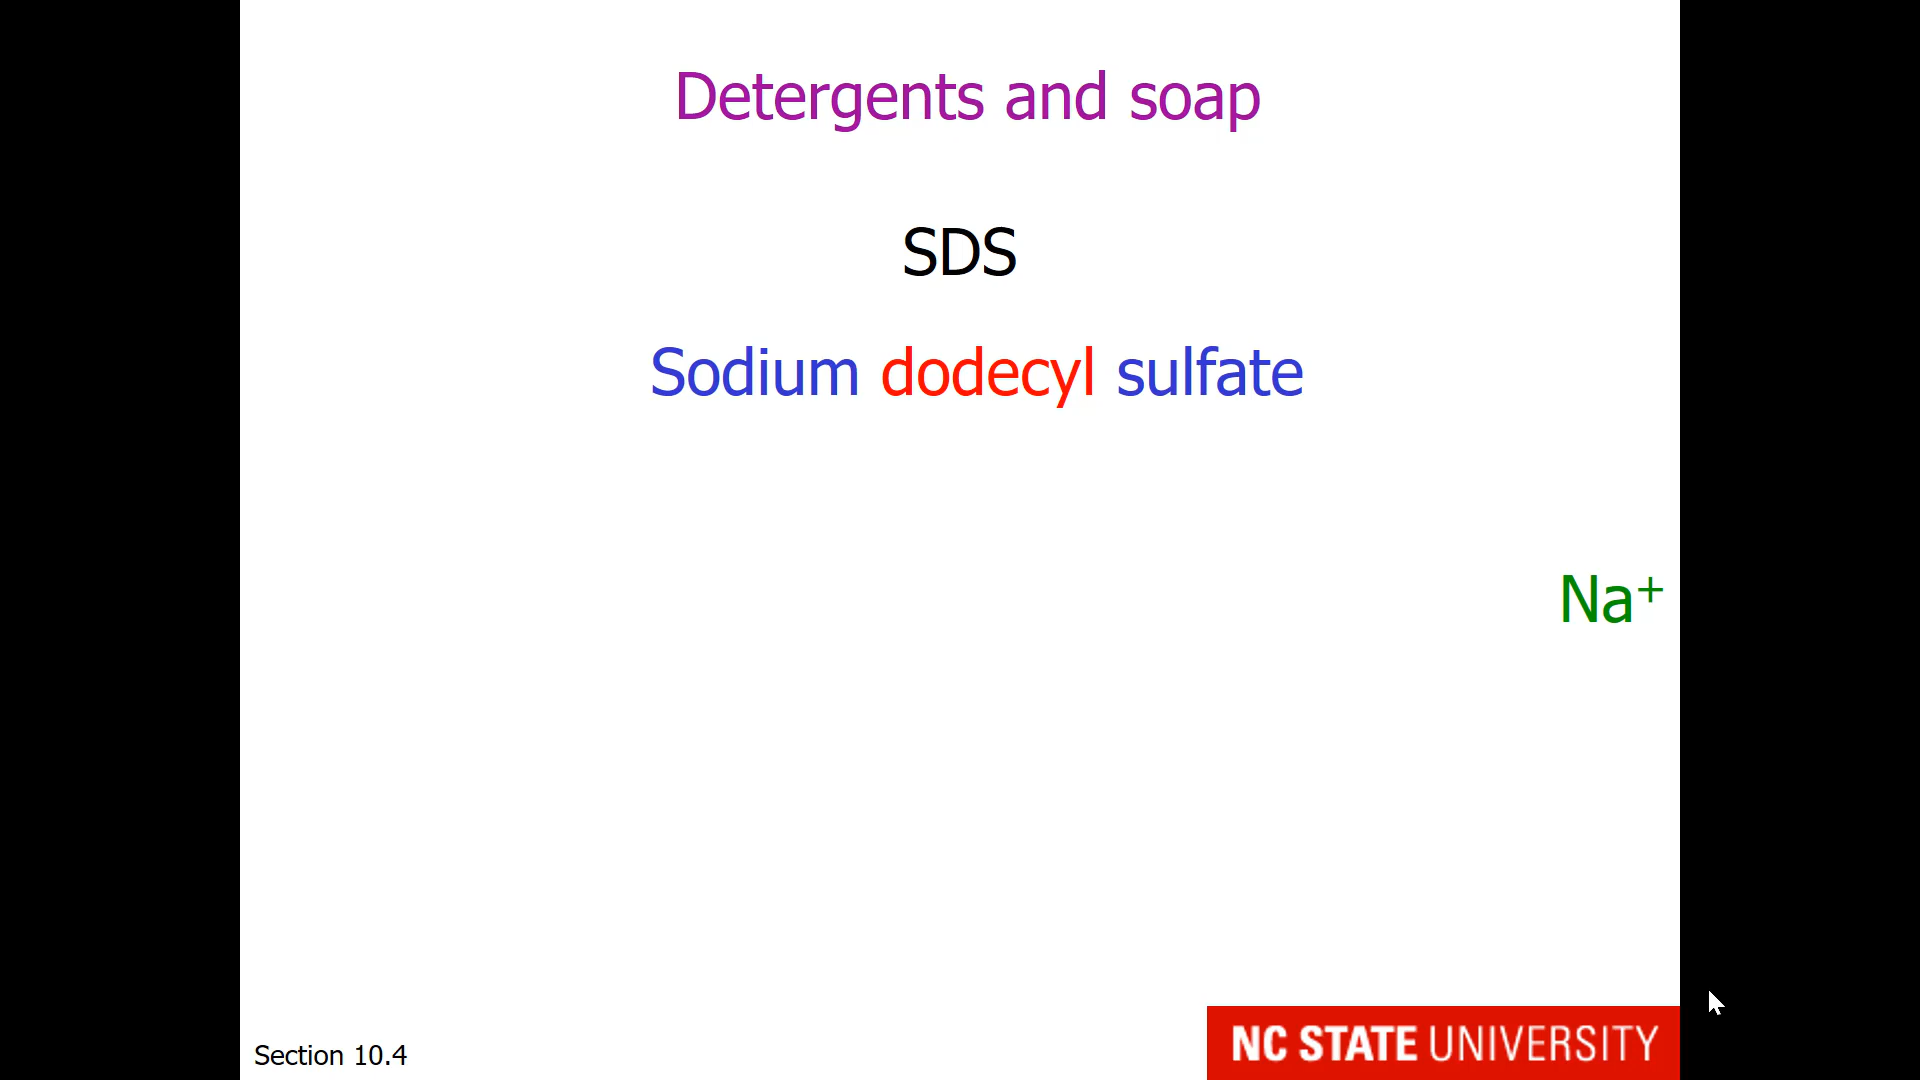 Detergents and soap
SDS
Sodium dodecyl sulfate
Na⁺
Section 10.4
NC STATE UNIVERSITY